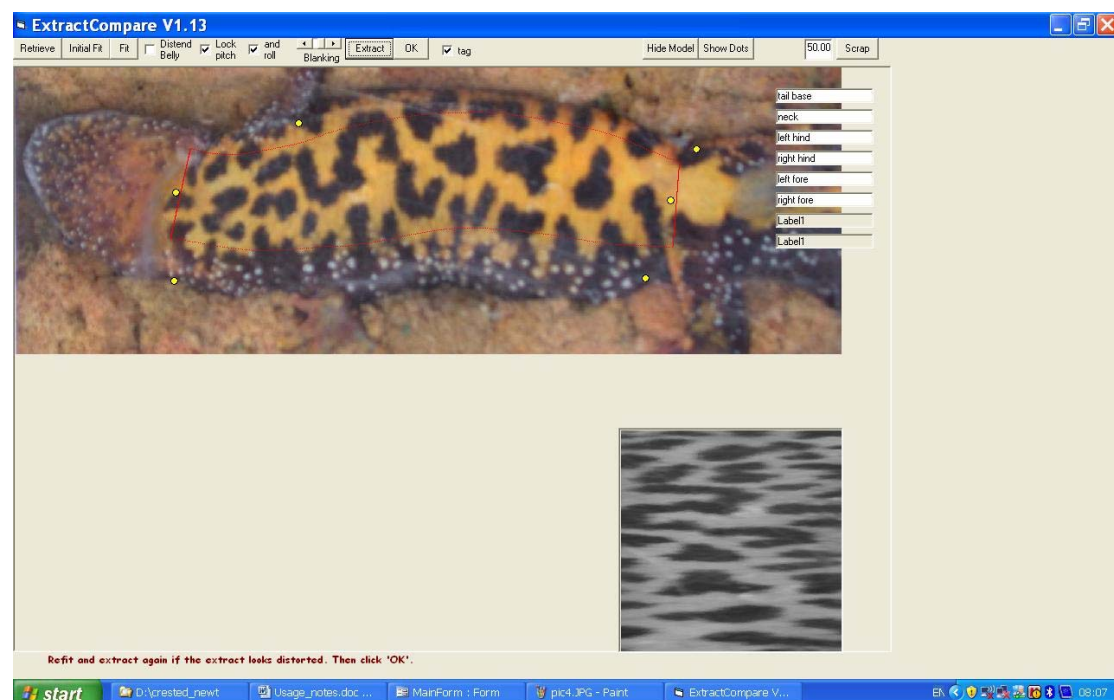 ExtractCompare V1.13
Retrieve Initial Fit Fit Distend Belly Lock pitch and roll Blanking Extract OK tag Hide Model Show Dots 50.00 Scrap
tail base
neck
left hind
right hind
left fore
right fore
Label1
Label1
Refit and extract again if the extract looks distorted. Then click 'OK'.
start D:\crested_newt Usage_notes.doc ... MainForm : Form pic4.JPG - Paint ExtractCompare V... EN 08:07